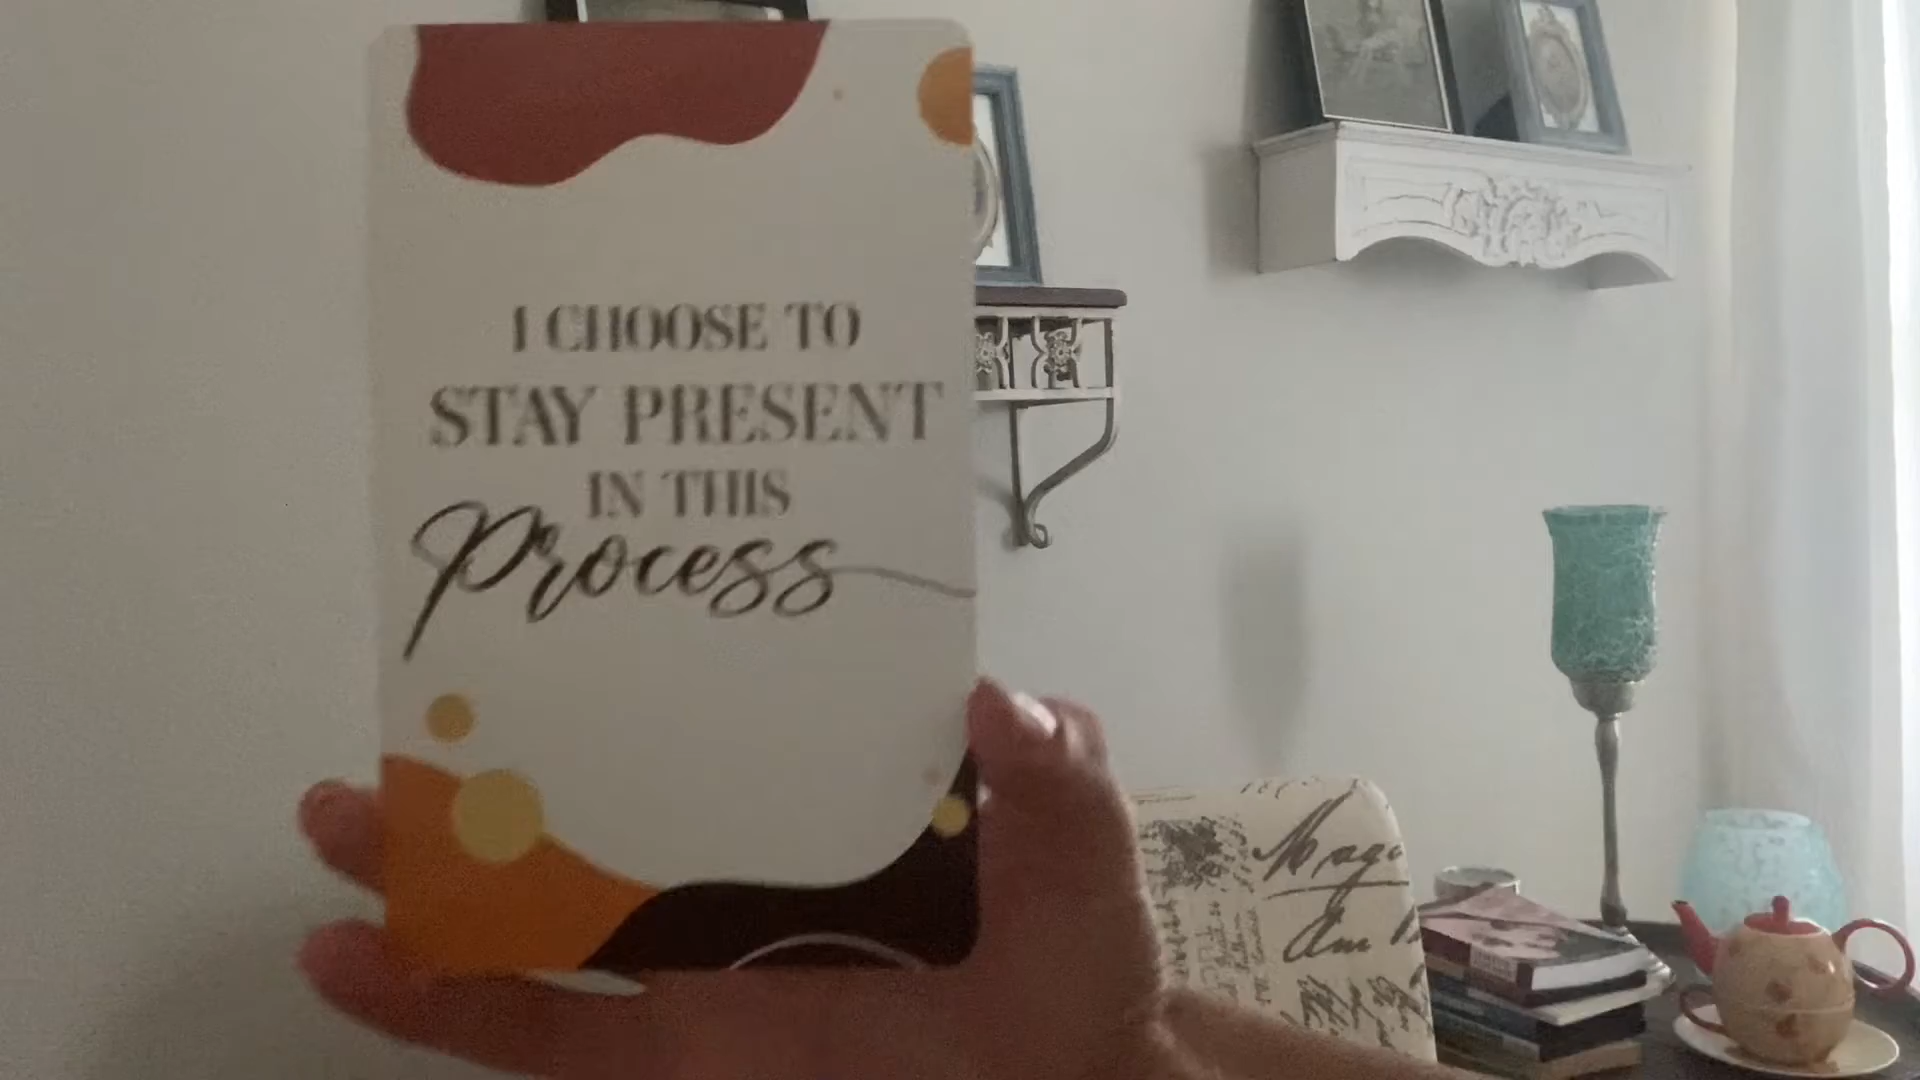 I CHOOSE TO
STAY PRESENT
IN THIS
Process